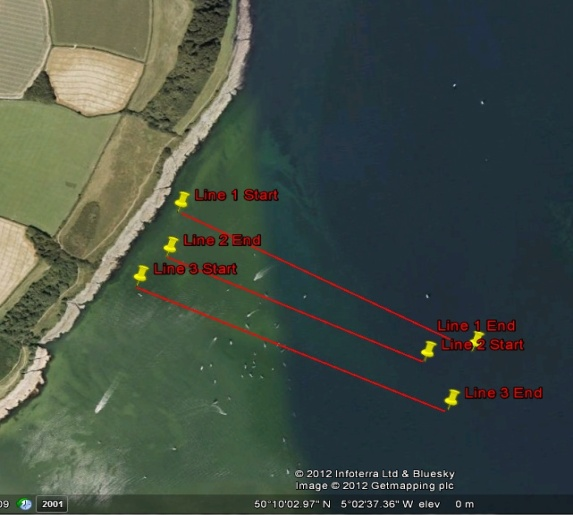 Line 1 Start
Line 2 End
Line 3 Start
Line 1 End
Line 2 Start
Line 3 End
© 2012 Infoterra Ltd & Bluesky
Image © 2012 Getmapping plc
09 2001 50°10'02.97" N 5°02'37.36" W elev 0 m